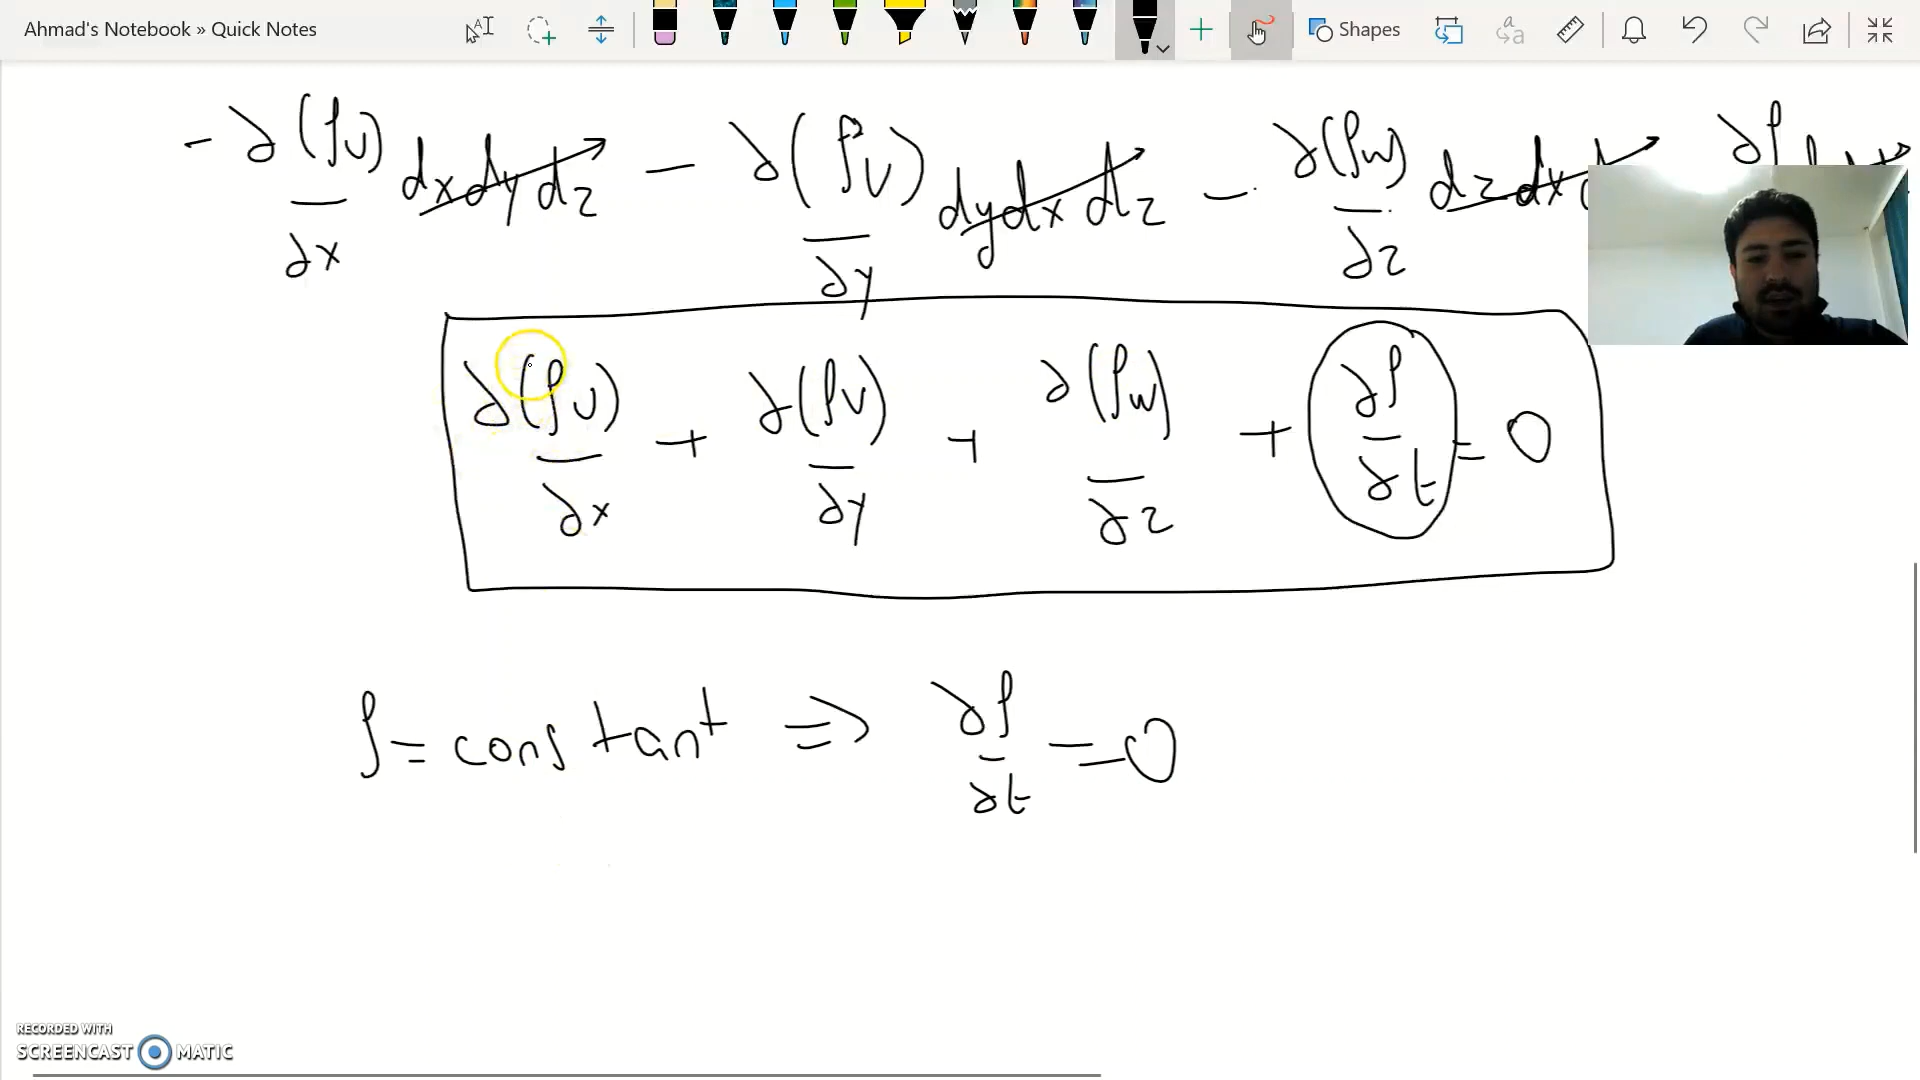 Ahmad's Notebook » Quick Notes
Shapes
- ∂(ρu)/∂x dxdydz - ∂(ρv)/∂y dydxdz - ∂(ρw)/∂z dzdx ∂ρ
∂(ρu)/∂x + ∂(ρv)/∂y + ∂(ρw)/∂z + ∂ρ/∂t = 0
ρ = constant ⇒ ∂ρ/∂t = 0
RECORDED WITH
SCREENCAST MATIC